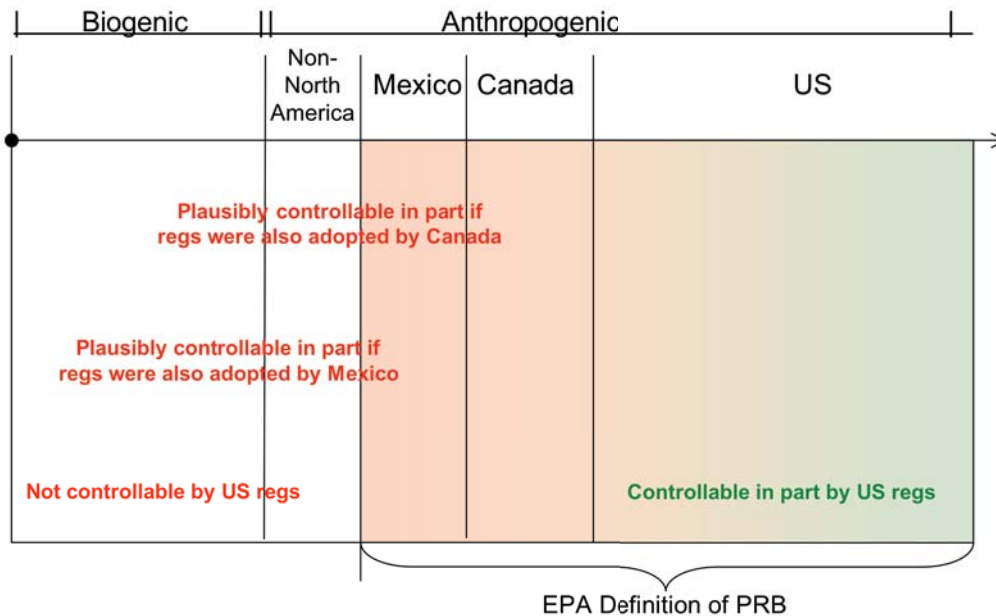 Biogenic
Anthropogenic
Non-
North
America
Mexico
Canada
US
Plausibly controllable in part if
regs were also adopted by Canada
Plausibly controllable in part if
regs were also adopted by Mexico
Not controllable by US regs
Controllable in part by US regs
EPA Definition of PRB